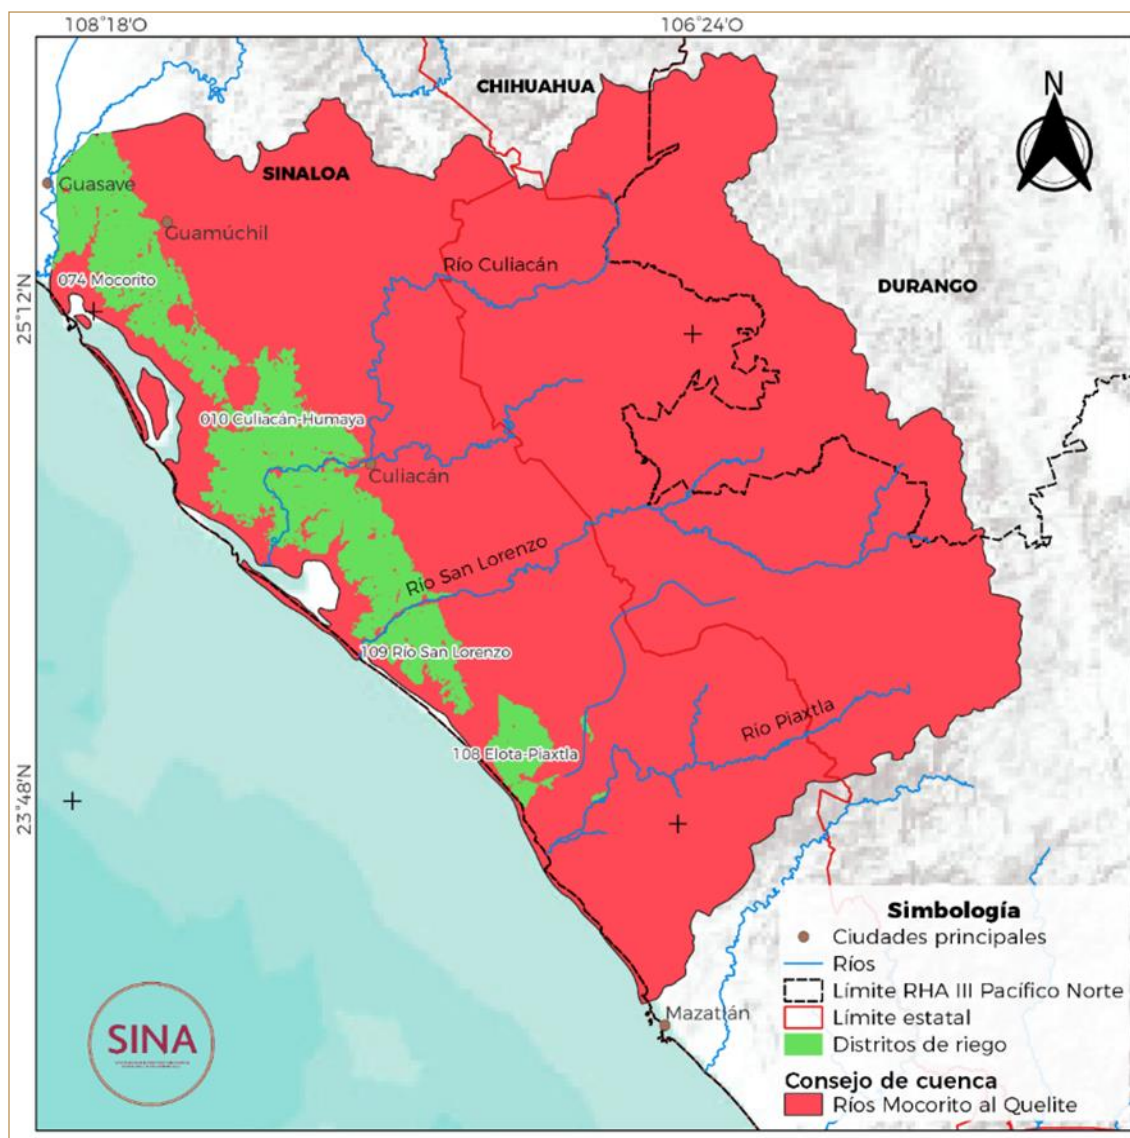 108°18'O
106°24'O
CHIHUAHUA
N
SINALOA
Guasave
Guamúchil
Río Culiacán
074 Mocorito
DURANGO
25°12'N
010 Culiacán-Humaya
Culiacán
Río San Lorenzo
109 Río San Lorenzo
Río Piaxtla
108 Elota-Piaxtla
23°48'N
Simbología
Ciudades principales
Ríos
Límite RHA III Pacífico Norte
Límite estatal
Distritos de riego
Consejo de cuenca
Ríos Mocorito al Quelite
Mazatlán
SINA